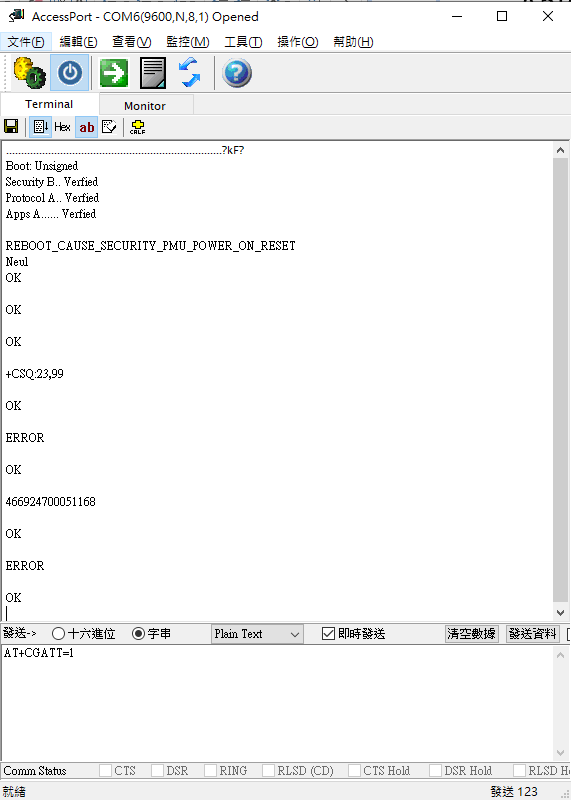 AccessPort - COM6(9600,N,8,1) Opened
文件(F) 編輯(E) 查看(V) 監控(M) 工具(T) 操作(O) 帮助(H)
Terminal Monitor
Hex ab CRLF
................................................................................?kF?
Boot: Unsigned
Security B.. Verfied
Protocol A.. Verfied
Apps A...... Verfied
REBOOT_CAUSE_SECURITY_PMU_POWER_ON_RESET
Neul
OK
OK
OK
+CSQ:23,99
OK
ERROR
OK
466924700051168
OK
ERROR
OK
發送-> 十六進位 字串 Plain Text 即時發送 清空數據 發送資料
AT+CGATT=1
Comm Status CTS DSR RING RLSD (CD) CTS Hold DSR Hold RLSD H
就緒 發送 123